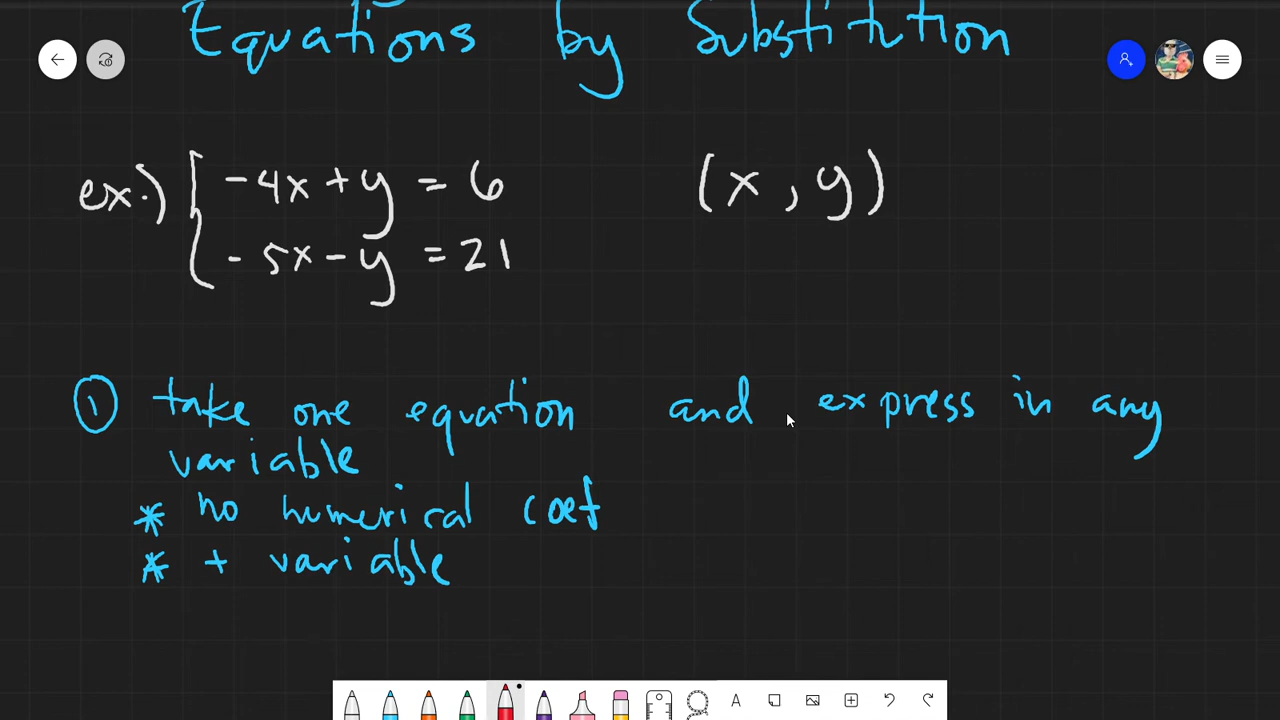 Equations by Substitution
ex.) { -4x + y = 6 (x, y)
-5x - y = 21
① take one equation and express in any
variable
* no numerical coef
* + variable
A